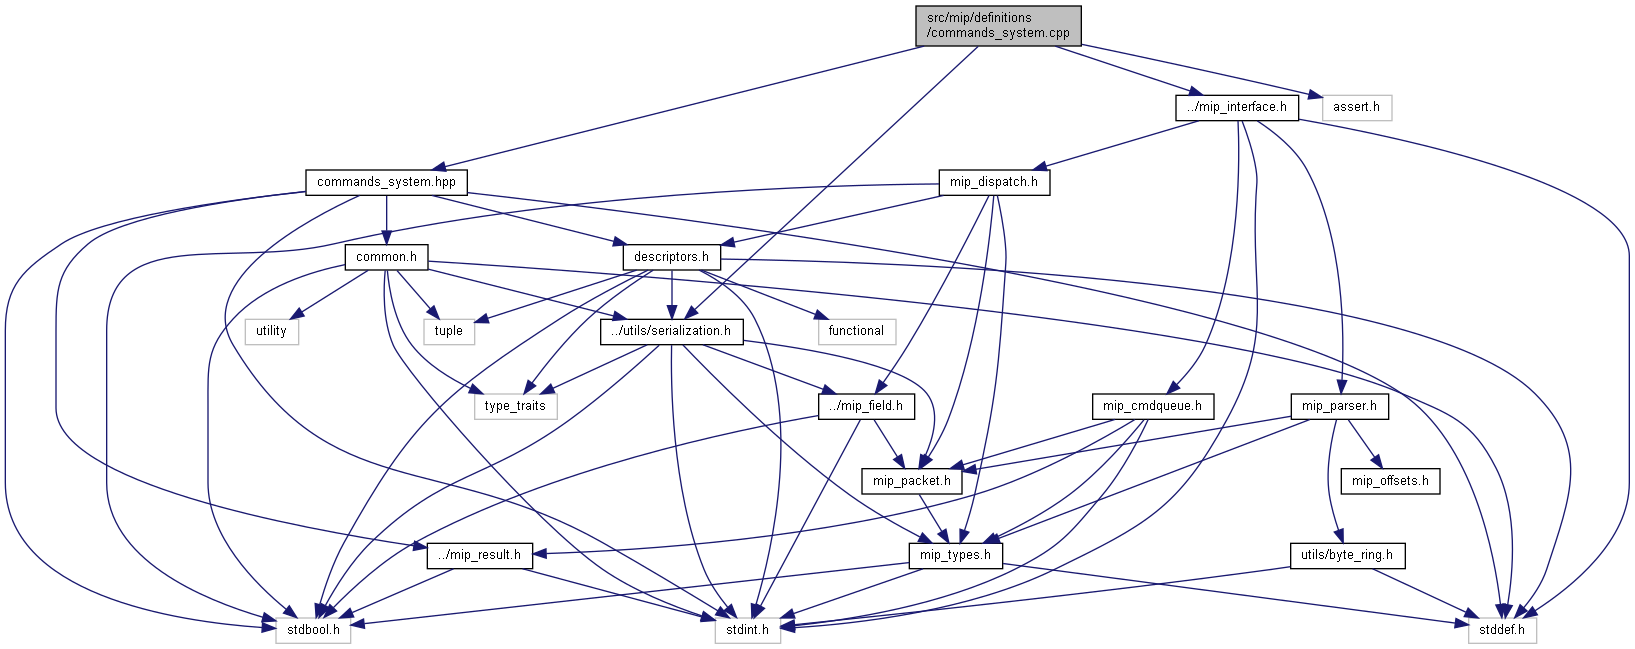 src/mip/definitions
/commands_system.cpp
../mip_interface.h
assert.h
commands_system.hpp
mip_dispatch.h
common.h
descriptors.h
utility
tuple
../utils/serialization.h
functional
type_traits
../mip_field.h
mip_cmdqueue.h
mip_parser.h
mip_packet.h
mip_offsets.h
../mip_result.h
mip_types.h
utils/byte_ring.h
stdbool.h
stdint.h
stddef.h